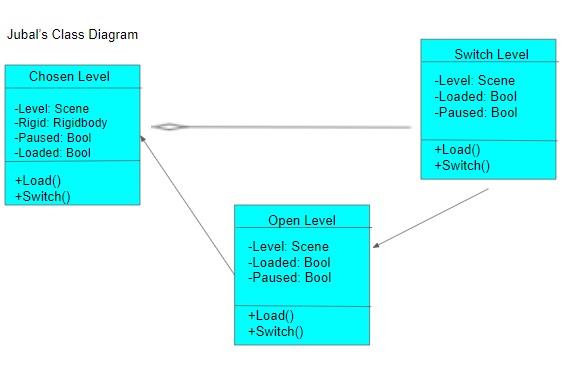 Jubal's Class Diagram
Chosen Level
-Level: Scene
-Rigid: Rigidbody
-Paused: Bool
-Loaded: Bool
+Load()
+Switch()
Switch Level
-Level: Scene
-Loaded: Bool
-Paused: Bool
+Load()
+Switch()
Open Level
-Level: Scene
-Loaded: Bool
-Paused: Bool
+Load()
+Switch()